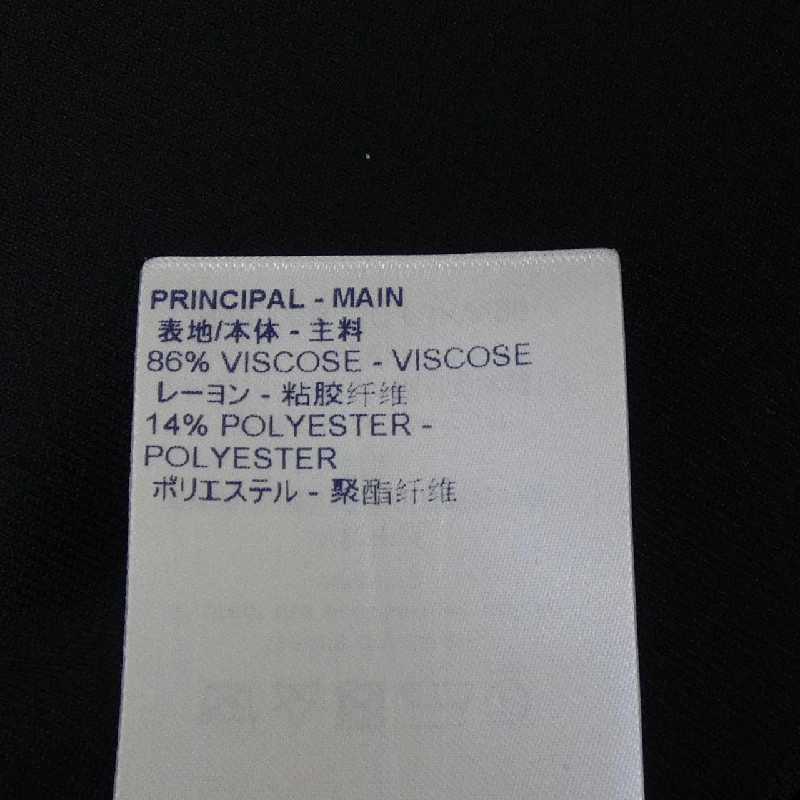 PRINCIPAL - MAIN
表地/本体 - 主料
86% VISCOSE - VISCOSE
レーヨン - 粘胶纤维
14% POLYESTER -
POLYESTER
ポリエステル - 聚酯纤维